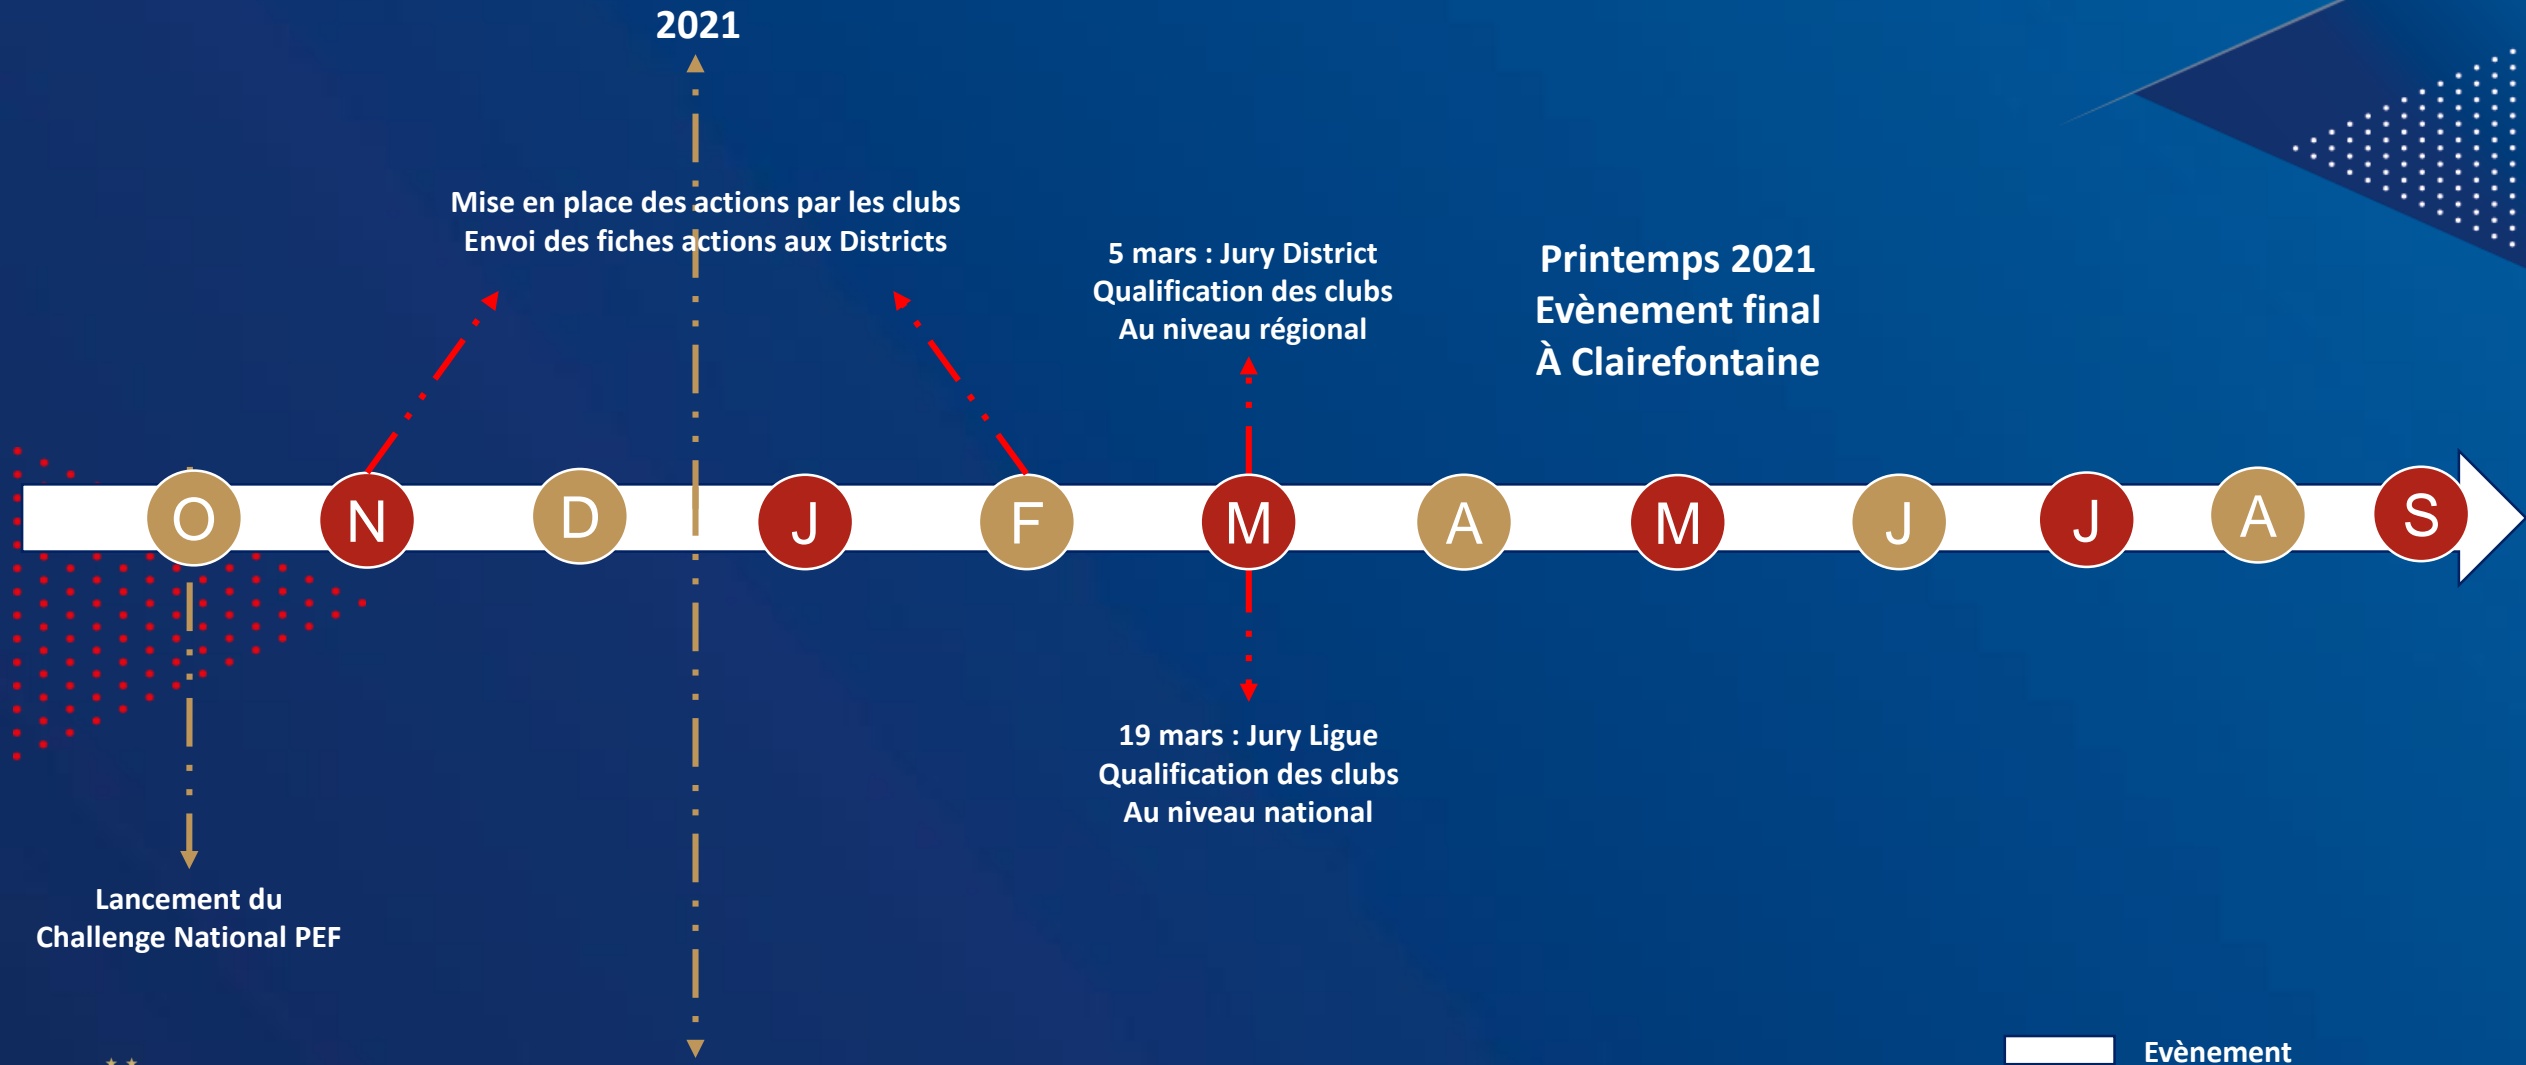 2021
Mise en place des actions par les clubs
Envoi des fiches actions aux Districts
5 mars : Jury District
Qualification des clubs
Au niveau régional
Printemps 2021
Evènement final
À Clairefontaine
O N D J F M A M J J A S
19 mars : Jury Ligue
Qualification des clubs
Au niveau national
Lancement du
Challenge National PEF
Evènement